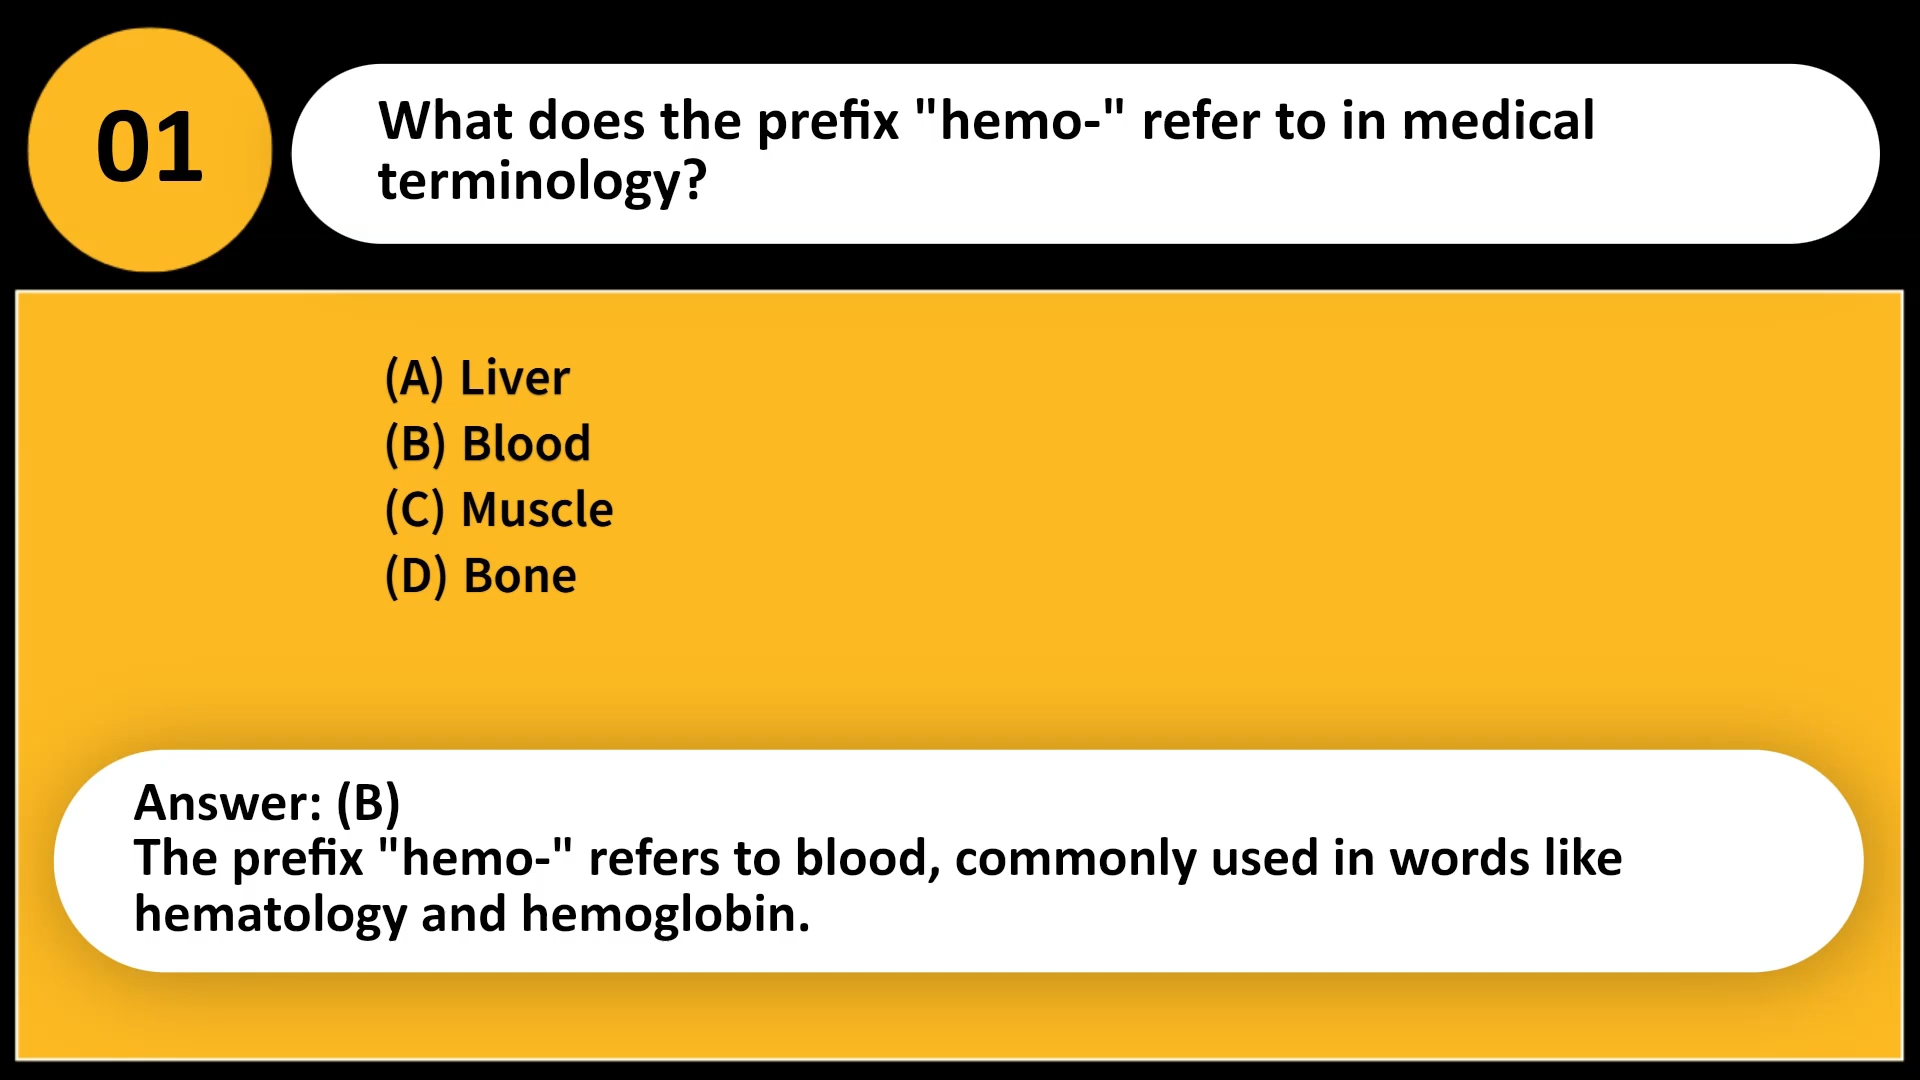 01
What does the prefix "hemo-" refer to in medical
terminology?
(A) Liver
(B) Blood
(C) Muscle
(D) Bone
Answer: (B)
The prefix "hemo-" refers to blood, commonly used in words like
hematology and hemoglobin.